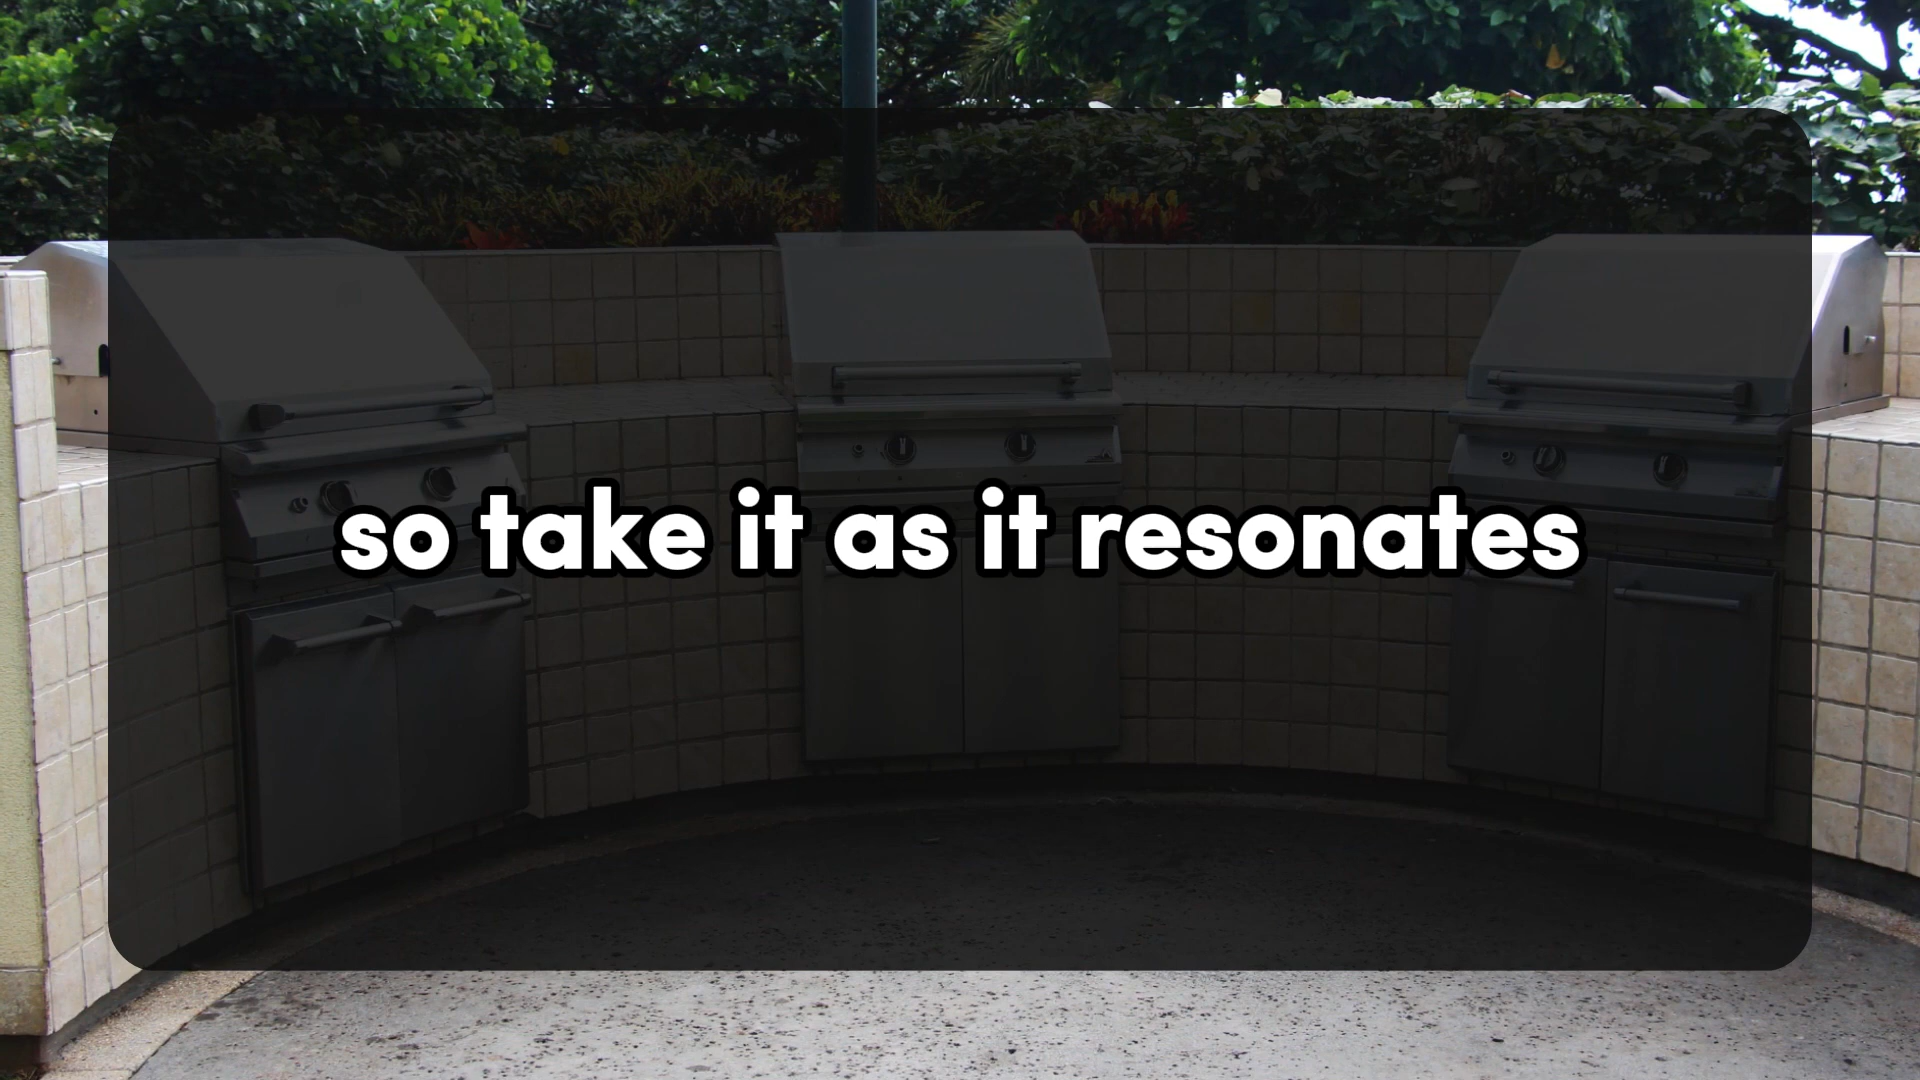 so take it as it resonates